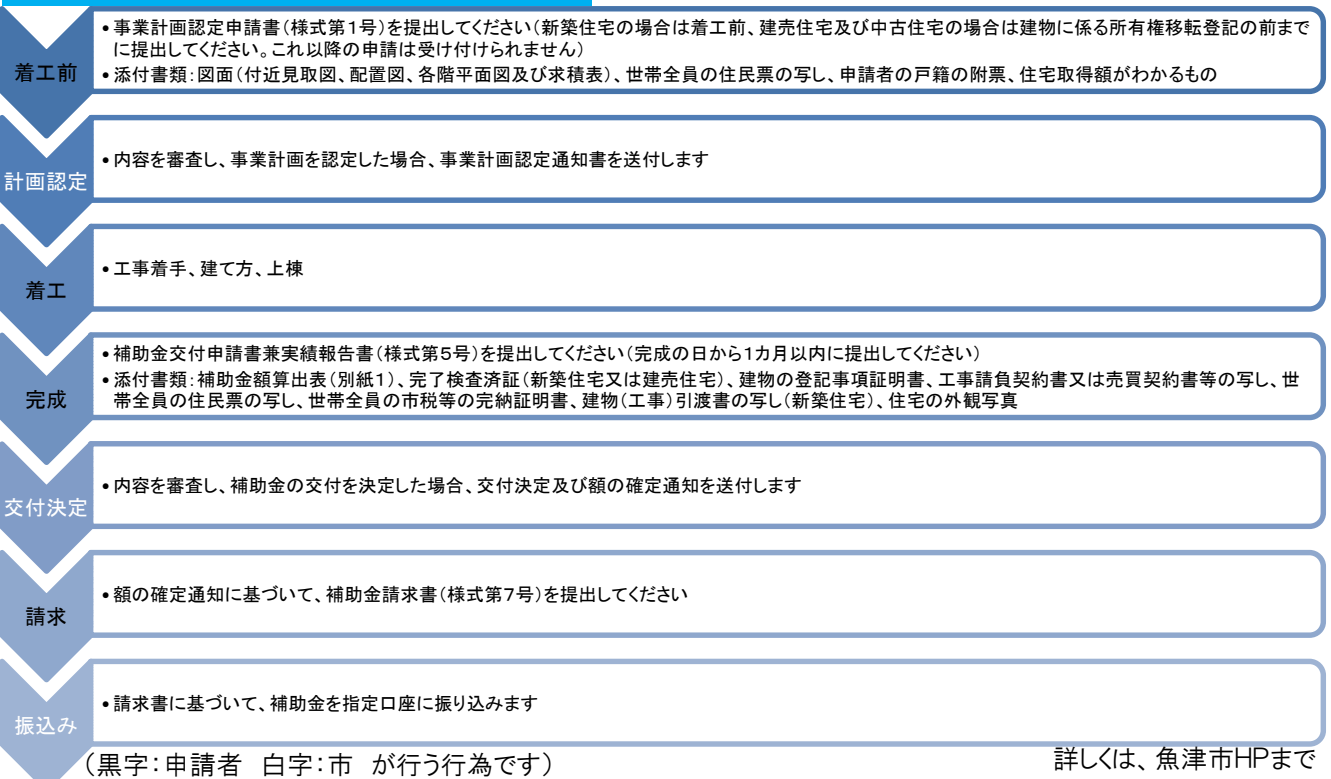 着工前
•事業計画認定申請書(様式第1号)を提出してください(新築住宅の場合は着工前、建売住宅及び中古住宅の場合は建物に係る所有権移転登記の前まで
に提出してください。これ以降の申請は受け付けられません)
•添付書類:図面(付近見取図、配置図、各階平面図及び求積表)、世帯全員の住民票の写し、申請者の戸籍の附票、住宅取得額がわかるもの
計画認定
•内容を審査し、事業計画を認定した場合、事業計画認定通知書を送付します
着工
•工事着手、建て方、上棟
完成
•補助金交付申請書兼実績報告書(様式第5号)を提出してください(完成の日から1カ月以内に提出してください)
•添付書類:補助金額算出表(別紙1)、完了検査済証(新築住宅又は建売住宅)、建物の登記事項証明書、工事請負契約書又は売買契約書等の写し、世
帯全員の住民票の写し、世帯全員の市税等の完納証明書、建物(工事)引渡書の写し(新築住宅)、住宅の外観写真
交付決定
•内容を審査し、補助金の交付を決定した場合、交付決定及び額の確定通知を送付します
請求
•額の確定通知に基づいて、補助金請求書(様式第7号)を提出してください
振込み
•請求書に基づいて、補助金を指定口座に振り込みます
(黒字:申請者 白字:市 が行う行為です)
詳しくは、魚津市HPまで